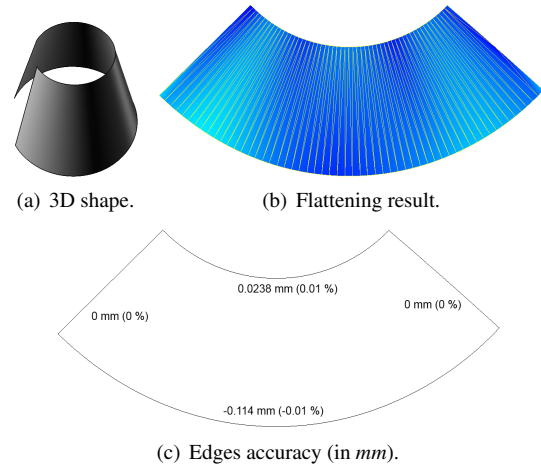 (a) 3D shape.
(b) Flattening result.
0.0238 mm (0.01 %)
0 mm (0 %)
0 mm (0 %)
-0.114 mm (-0.01 %)
(c) Edges accuracy (in mm).